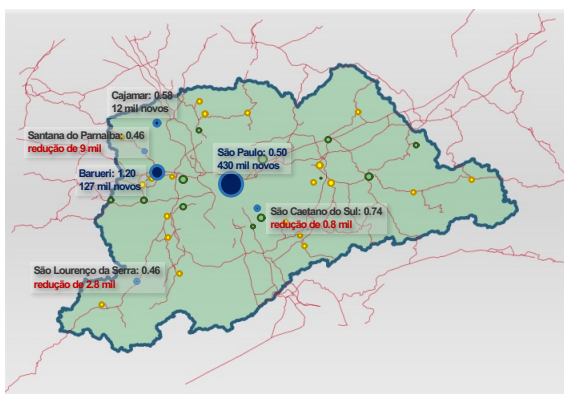 Cajamar: 0.58
12 mil novos
Santana do Parnaíba: 0.46
redução de 9 mil
São Paulo: 0.50
430 mil novos
Barueri: 1.20
127 mil novos
São Caetano do Sul: 0.74
redução de 0.8 mil
São Lourenço da Serra: 0.46
redução de 2.8 mil